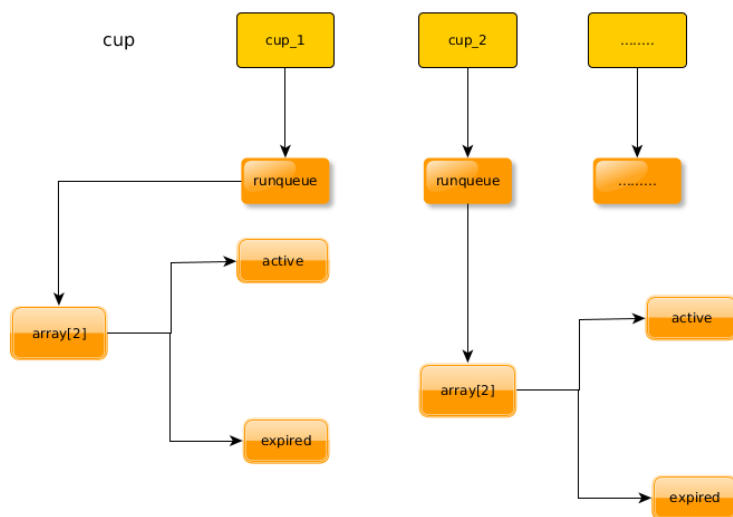 cup
cup_1
cup_2
........
runqueue
runqueue
.........
active
array[2]
active
array[2]
expired
expired